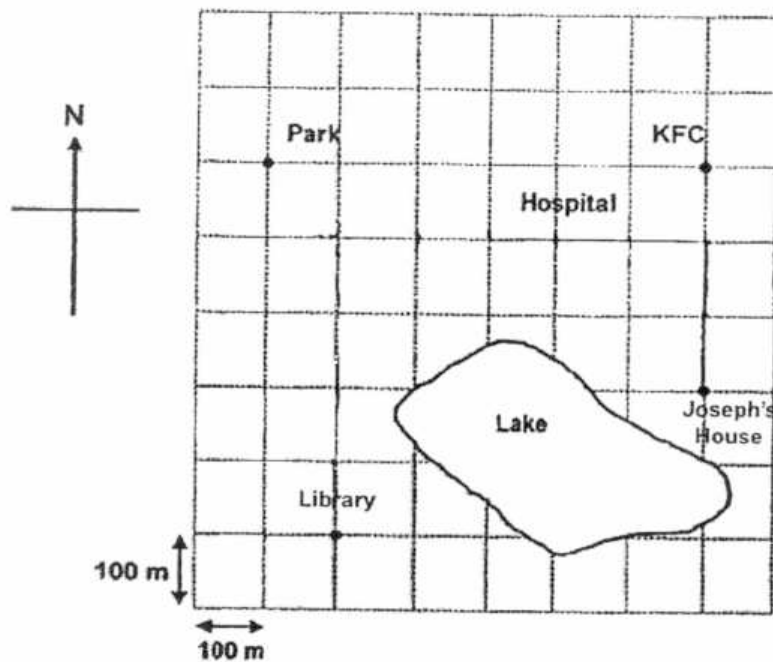 N
Park
KFC
Hospital
Lake
Joseph's
House
Library
100 m
100 m